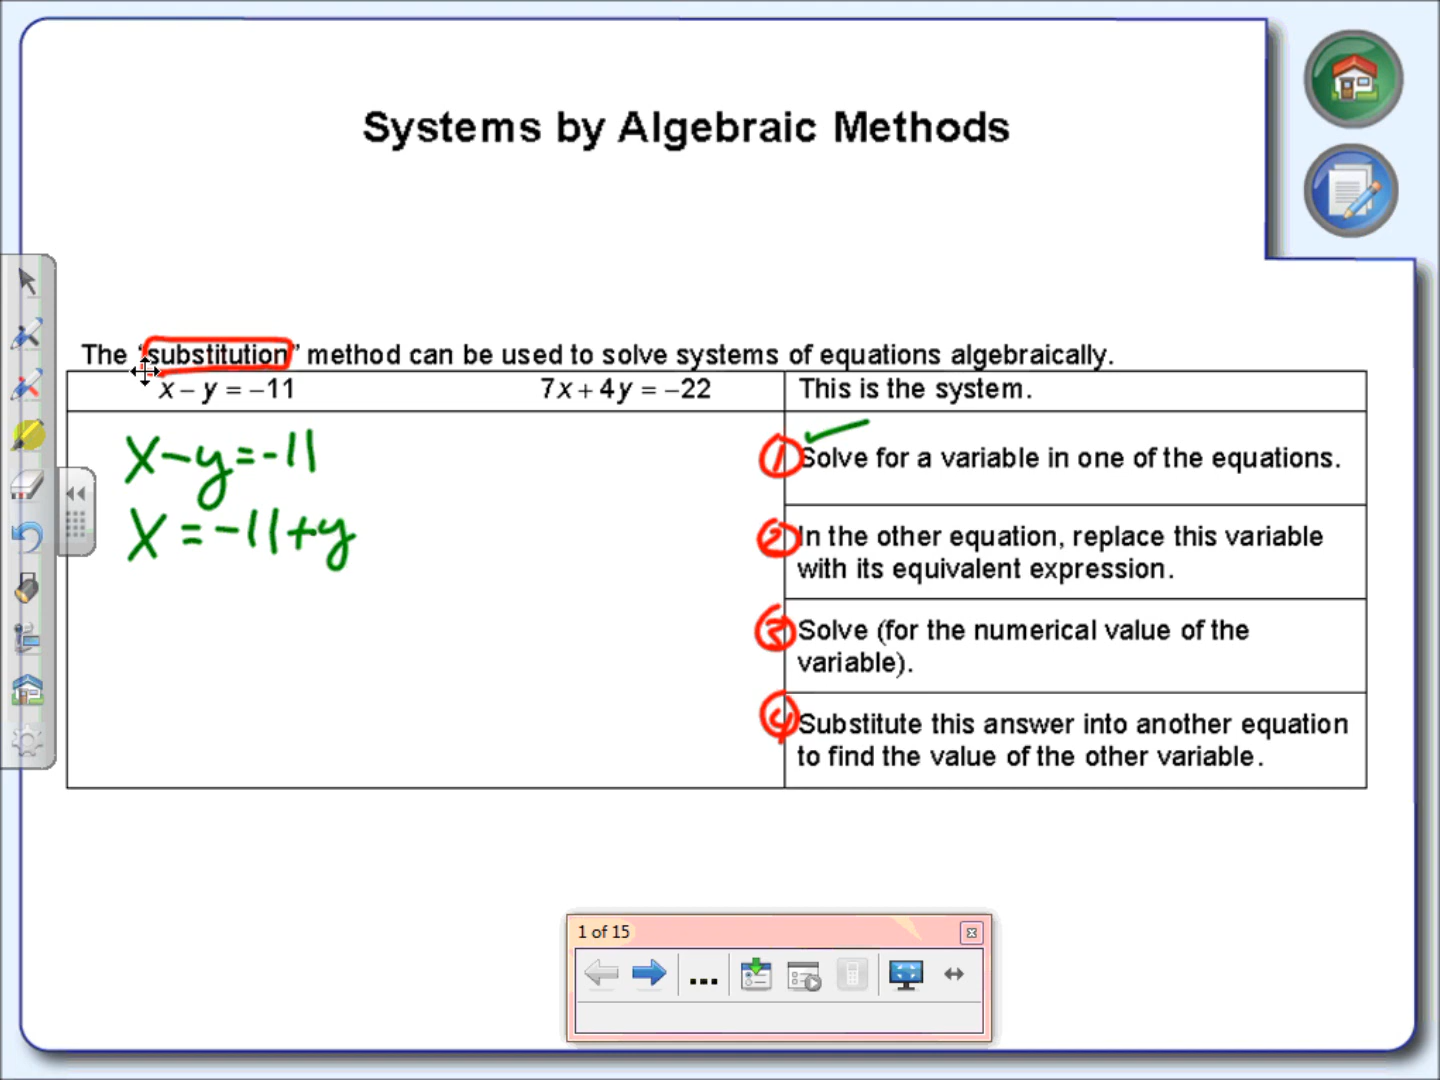 Systems by Algebraic Methods
The "substitution" method can be used to solve systems of equations algebraically.
x – y = –11
7x + 4y = –22
This is the system.
x-y=-11
x=-11+y
1
Solve for a variable in one of the equations.
2
In the other equation, replace this variable
with its equivalent expression.
3
Solve (for the numerical value of the
variable).
4
Substitute this answer into another equation
to find the value of the other variable.
1 of 15